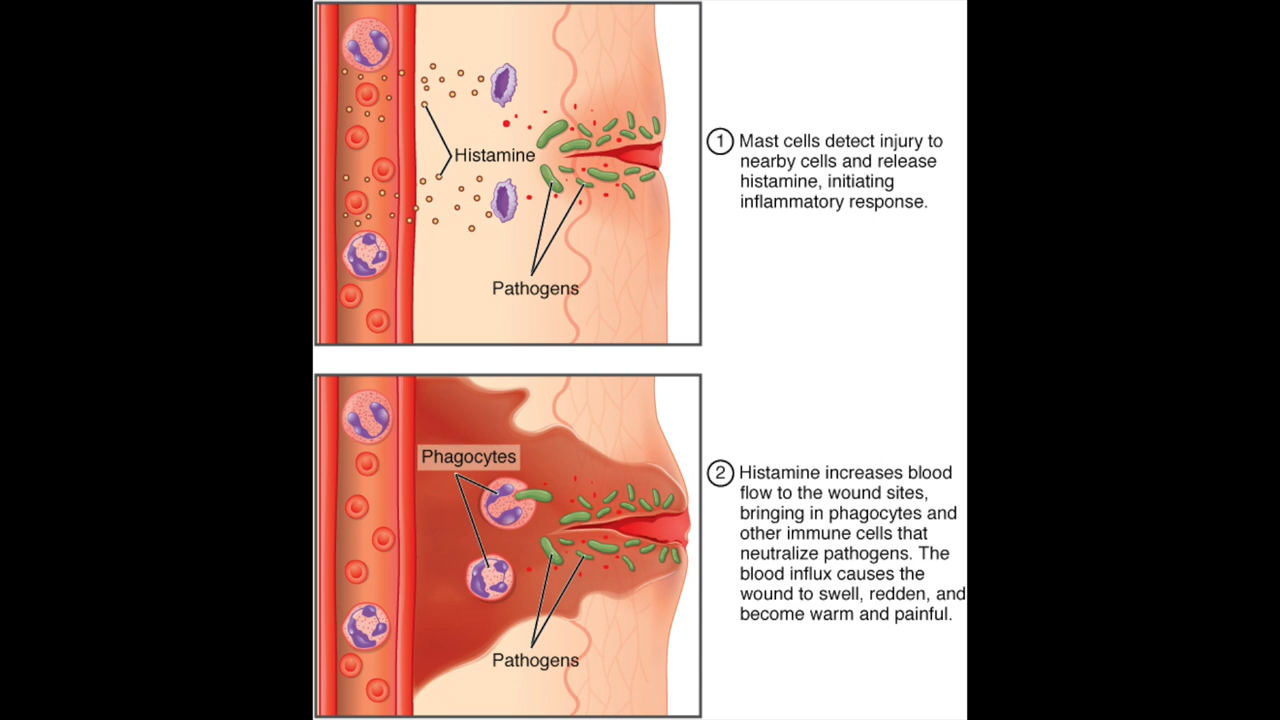 Histamine
Pathogens
1 Mast cells detect injury to
nearby cells and release
histamine, initiating
inflammatory response.
Phagocytes
Pathogens
2 Histamine increases blood
flow to the wound sites,
bringing in phagocytes and
other immune cells that
neutralize pathogens. The
blood influx causes the
wound to swell, redden, and
become warm and painful.